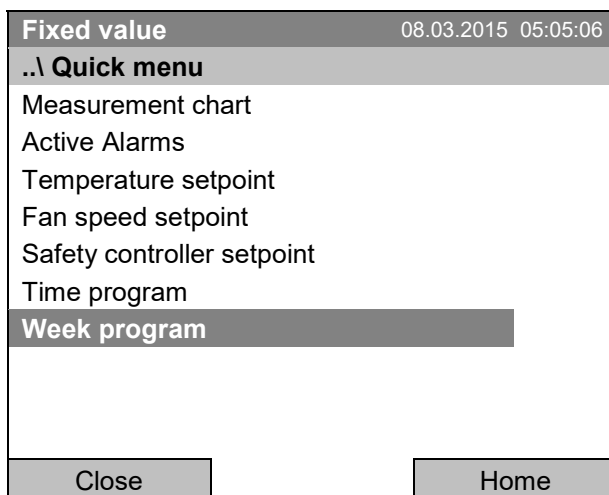 Fixed value 08.03.2015 05:05:06
..\ Quick menu
Measurement chart
Active Alarms
Temperature setpoint
Fan speed setpoint
Safety controller setpoint
Time program
Week program
Close Home